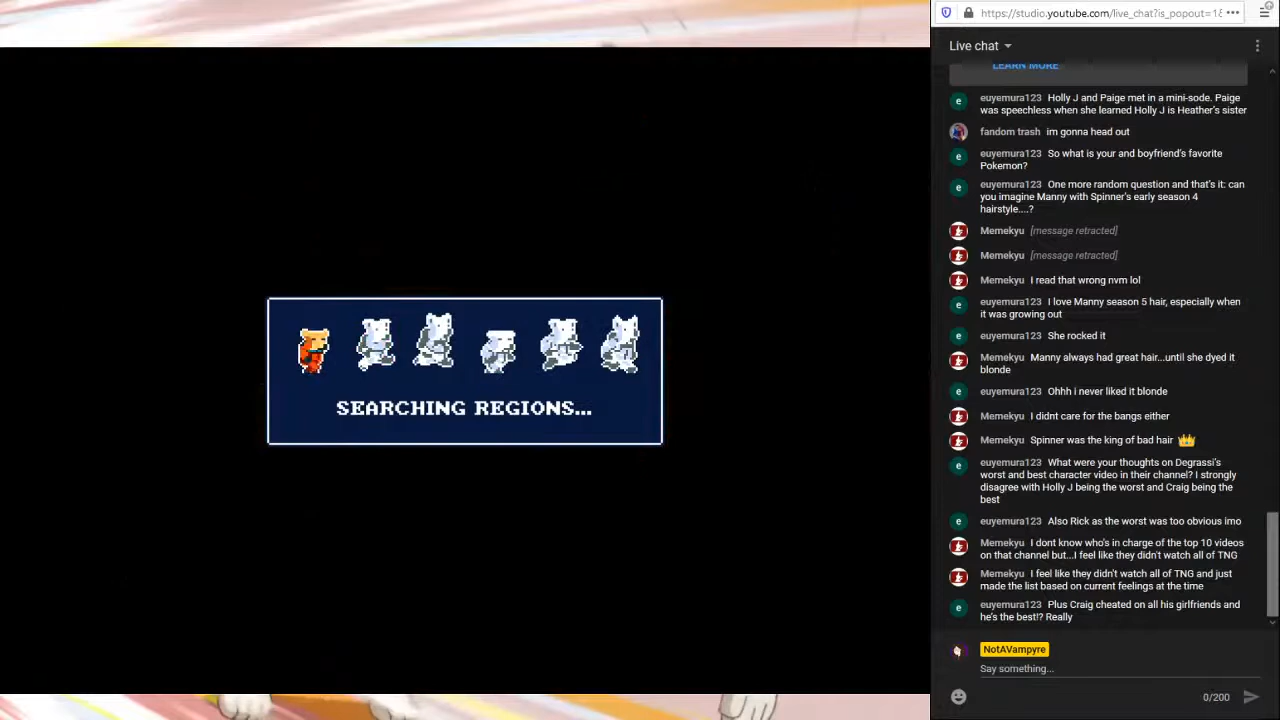 SEARCHING REGIONS...
https://studio.youtube.com/live_chat?is_popout=1&
Live chat
LEARN MORE
euyemura123 Holly J and Paige met in a mini-sode. Paige
was speechless when she learned Holly J is Heather's sister
fandom trash im gonna head out
euyemura123 So what is your and boyfriend's favorite
Pokemon?
euyemura123 One more random question and that's it: can
you imagine Manny with Spinner's early season 4
hairstyle....?
Memekyu [message retracted]
Memekyu [message retracted]
Memekyu I read that wrong nvm lol
euyemura123 I love Manny season 5 hair, especially when
it was growing out
euyemura123 She rocked it
Memekyu Manny always had great hair...until she dyed it
blonde
euyemura123 Ohhh i never liked it blonde
Memekyu I didnt care for the bangs either
Memekyu Spinner was the king of bad hair
euyemura123 What were your thoughts on Degrassi's
worst and best character video in their channel? I strongly
disagree with Holly J being the worst and Craig being the
best
euyemura123 Also Rick as the worst was too obvious imo
Memekyu I dont know who's in charge of the top 10 videos
on that channel but...I feel like they didn't watch all of TNG
Memekyu I feel like they didn't watch all of TNG and just
made the list based on current feelings at the time
euyemura123 Plus Craig cheated on all his girlfriends and
he's the best!? Really
NotAVampyre
Say something...
0/200